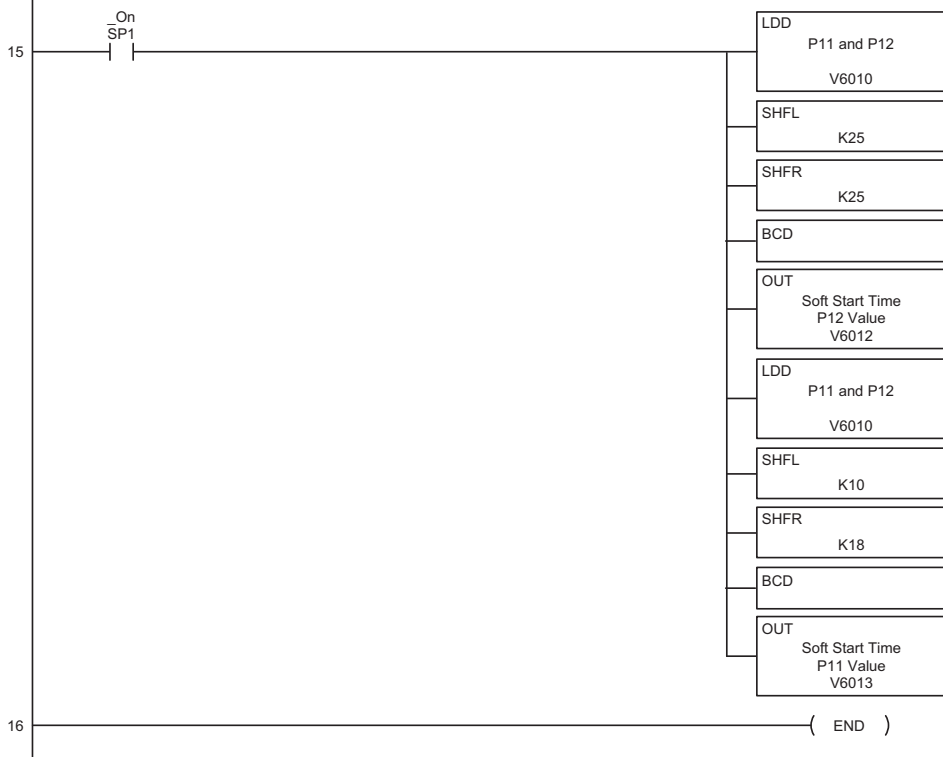 _On
SP1
15
LDD
P11 and P12
V6010
SHFL
K25
SHFR
K25
BCD
OUT
Soft Start Time
P12 Value
V6012
LDD
P11 and P12
V6010
SHFL
K10
SHFR
K18
BCD
OUT
Soft Start Time
P11 Value
V6013
16
( END )